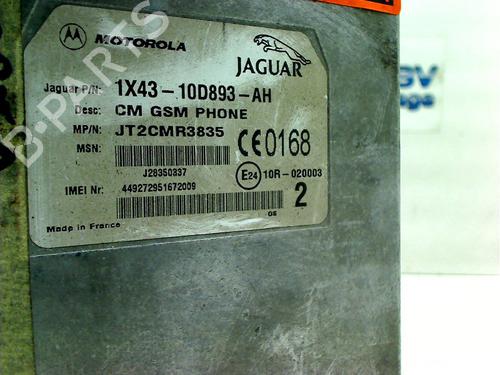 MOTOROLA
JAGUAR
Jaguar P/N: 1X43-10D893-AH
Desc: CM GSM PHONE
MP/N: JT2CMR3835
CE0168
MSN:
J28350337
E24 10R-020003
IMEI Nr: 449272951672009
2
Made in France
B-PARTS